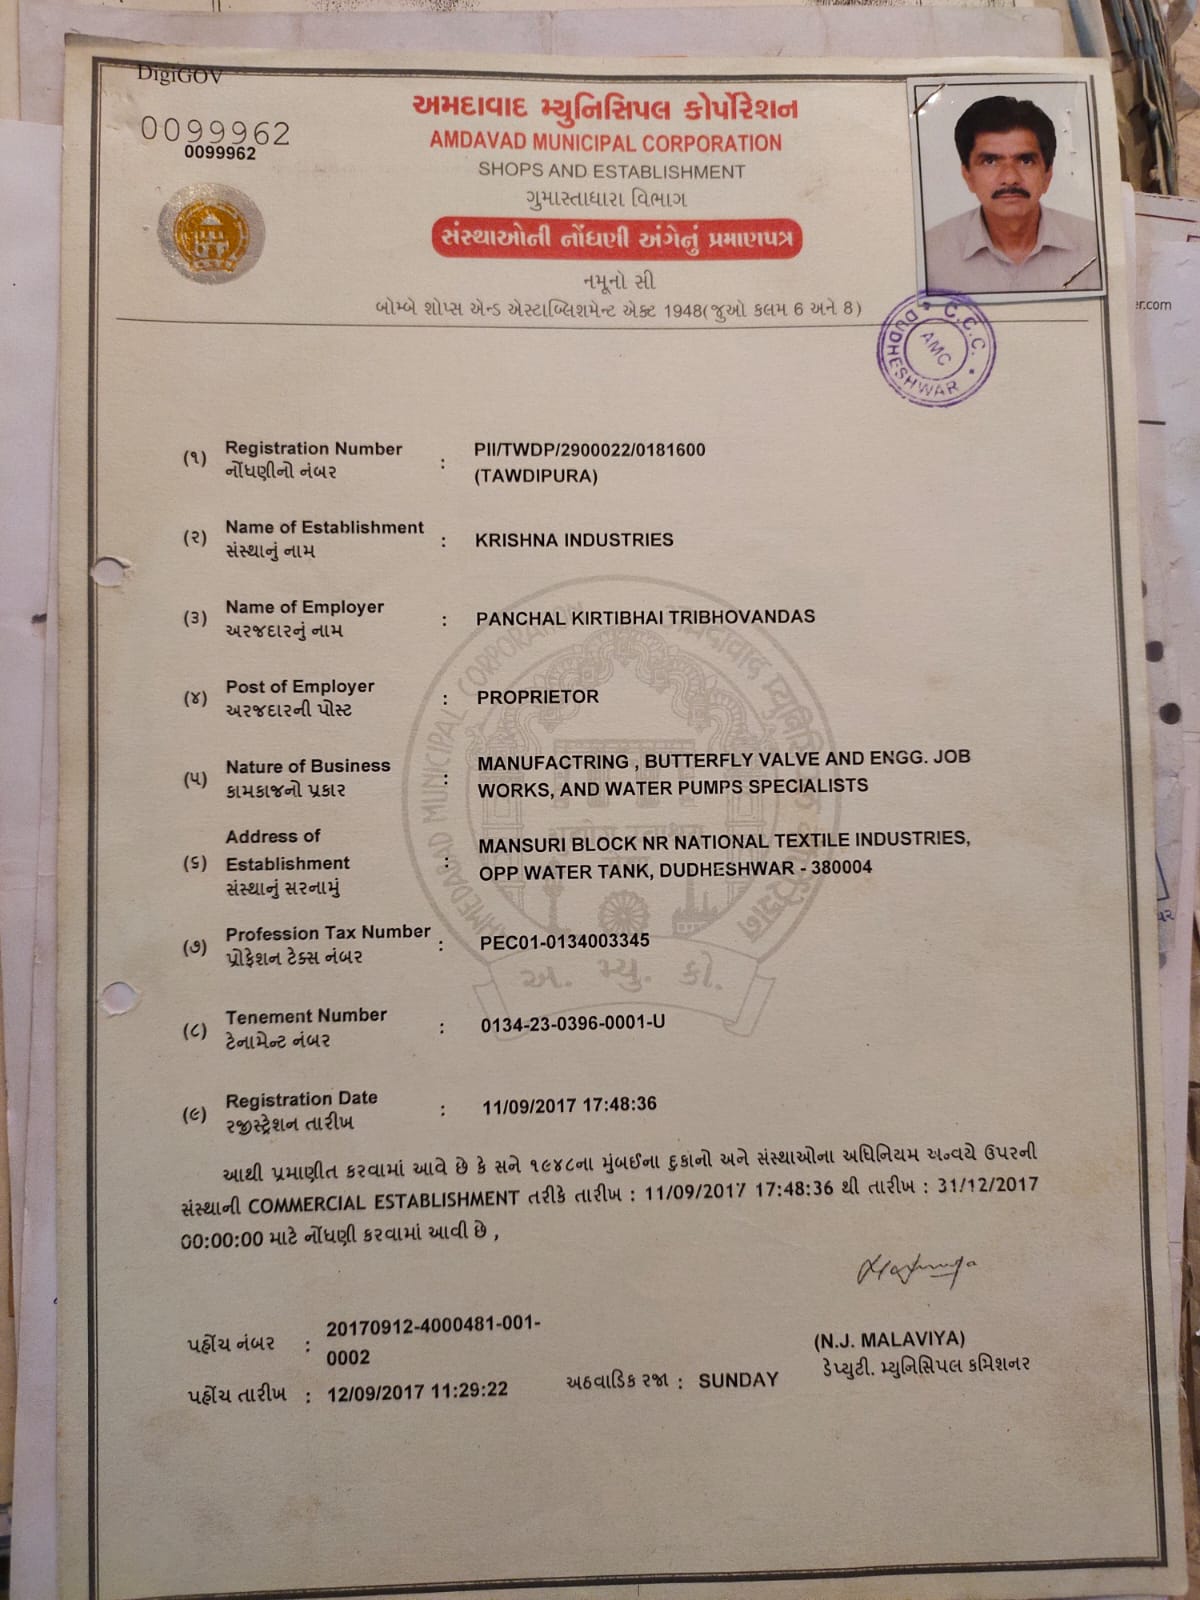 DigiGOV
0099962
0099962
અમદાવાદ મ્યુનિસિપલ કોર્પોરેશન
AMDAVAD MUNICIPAL CORPORATION
SHOPS AND ESTABLISHMENT
ગુમાસ્તાધારા વિભાગ
સંસ્થાઓની નોંધણી અંગેનું પ્રમાણપત્ર
નમૂનો સી
બોમ્બે શોપ્સ એન્ડ એસ્ટાબ્લિશમેન્ટ એક્ટ 1948(જુઓ કલમ 6 અને 8)
C.C.C.
AMC
DUDHESHWAR
er.com
(૧) Registration Number : PII/TWDP/2900022/0181600
નોંધણીનો નંબર (TAWDIPURA)
(૨) Name of Establishment : KRISHNA INDUSTRIES
સંસ્થાનું નામ
(૩) Name of Employer : PANCHAL KIRTIBHAI TRIBHOVANDAS
અરજદારનું નામ
(૪) Post of Employer : PROPRIETOR
અરજદારની પોસ્ટ
(૫) Nature of Business : MANUFACTRING , BUTTERFLY VALVE AND ENGG. JOB
કામકાજનો પ્રકાર WORKS, AND WATER PUMPS SPECIALISTS
Address of MANSURI BLOCK NR NATIONAL TEXTILE INDUSTRIES,
(૬) Establishment : OPP WATER TANK, DUDHESHWAR - 380004
સંસ્થાનું સરનામું
(૭) Profession Tax Number : PEC01-0134003345
પ્રોફેશન ટેક્સ નંબર
(૮) Tenement Number : 0134-23-0396-0001-U
ટેનામેન્ટ નંબર
(૯) Registration Date : 11/09/2017 17:48:36
રજીસ્ટ્રેશન તારીખ
AHMEDABAD MUNICIPAL CORPORATION
અ. મ્યુ. કો.
આથી પ્રમાણીત કરવામાં આવે છે કે સને ૧૯૪૮ના મુંબઈના દુકાનો અને સંસ્થાઓના અધિનિયમ અન્વયે ઉપરની
સંસ્થાની COMMERCIAL ESTABLISHMENT તરીકે તારીખ : 11/09/2017 17:48:36 થી તારીખ : 31/12/2017
00:00:00 માટે નોંધણી કરવામાં આવી છે ,
પહોંચ નંબર : 20170912-4000481-001-
0002
(N.J. MALAVIYA)
ડેપ્યુટી. મ્યુનિસિપલ કમિશનર
પહોંચ તારીખ : 12/09/2017 11:29:22
અઠવાડિક રજા : SUNDAY